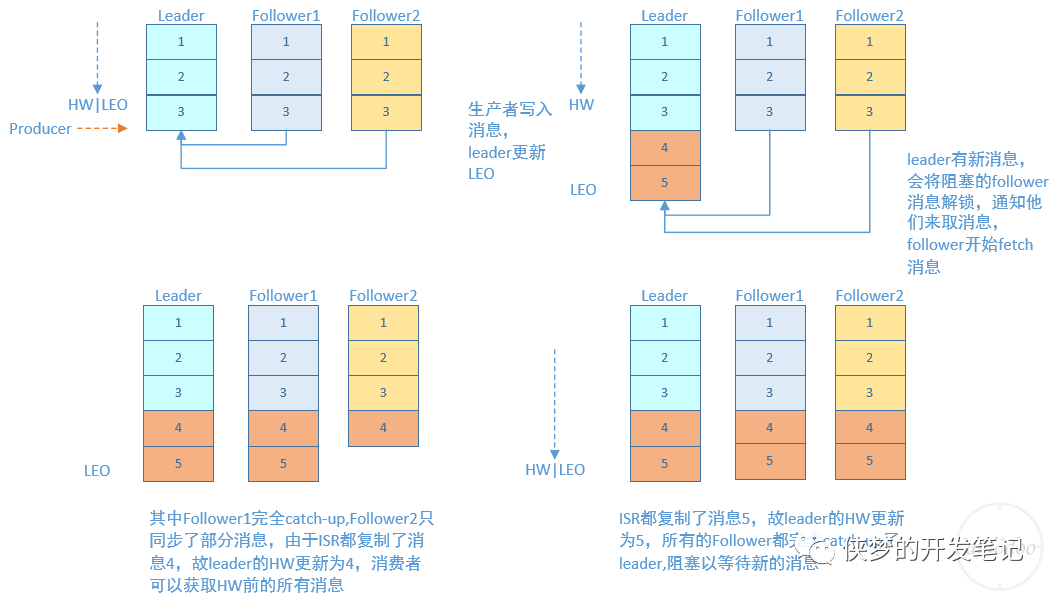 Leader Follower1 Follower2
1 1 1
2 2 2
HW|LEO
3 3 3
Producer
Leader Follower1 Follower2
1 1 1
2 2 2
HW
3 3 3
4
LEO
5
生产者写入
消息，
leader更新
LEO
leader有新消息，
会将阻塞的follower
消息解锁，通知他
们来取消息，
follower开始fetch
消息
Leader Follower1 Follower2
1 1 1
2 2 2
3 3 3
4 4 4
LEO
5 5
其中Follower1完全catch-up,Follower2只
同步了部分消息，由于ISR都复制了消
息4，故leader的HW更新为4，消费者
可以获取HW前的所有消息
Leader Follower1 Follower2
1 1 1
2 2 2
3 3 3
4 4 4
HW|LEO
5 5 5
ISR都复制了消息5，故leader的HW更新
为5，所有的Follower都
leader,阻塞以等待新的消息
侠梦的开发笔记